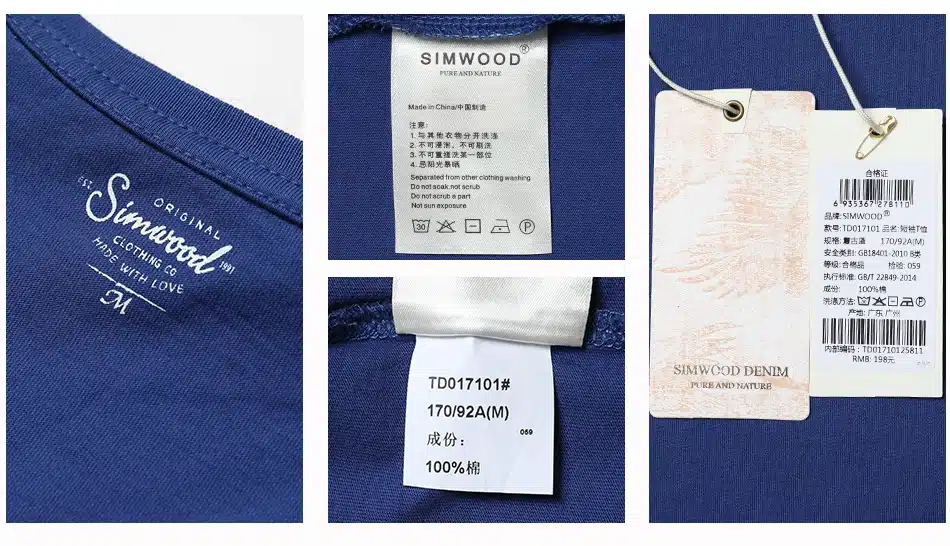 EST.
ORIGINAL
Simwood
1991
CLOTHING CO
MADE WITH LOVE
M
SIMWOOD®
PURE AND NATURE
Made in China/中国制造
注意:
1. 与其他衣物分开洗涤
2. 不可浸泡、不可刷洗
3. 不可重搓洗某一部位
4. 忌阳光暴晒
Separated from other clothing washing
Do not soak,not scrub
Do not scrub a part
Not sun exposure
30
P
TD017101#
170/92A(M)
069
成份:
100%棉
SIMWOOD DENIM
PURE AND NATURE
合格证
6 935367 278110
品牌: SIMWOOD®
款号: TD017101 品名: 短袖T恤
规格: 170/92A(M)
安全类别: GB18401-2010 B类
等级: 合格品 检验: 059
执行标准: GB/T 22849-2014
成份: 100%棉
洗涤方法:
产地: 广东 广州
内部编码: TD01710125811
RMB: 198元